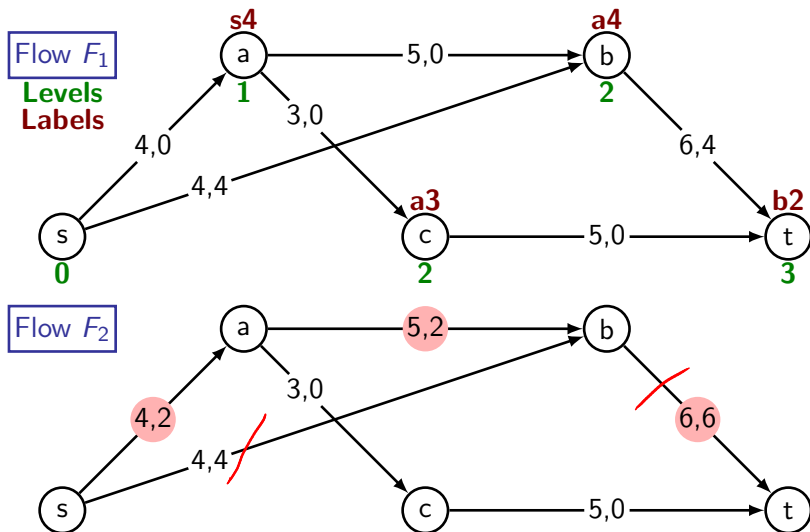 s4
a4
Flow F₁
a
5,0
b
Levels
1
2
Labels
3,0
4,0
6,4
4,4
a3
b2
s
c
5,0
t
0
2
3
Flow F₂
a
5,2
b
3,0
4,2
6,6
4,4
s
c
5,0
t